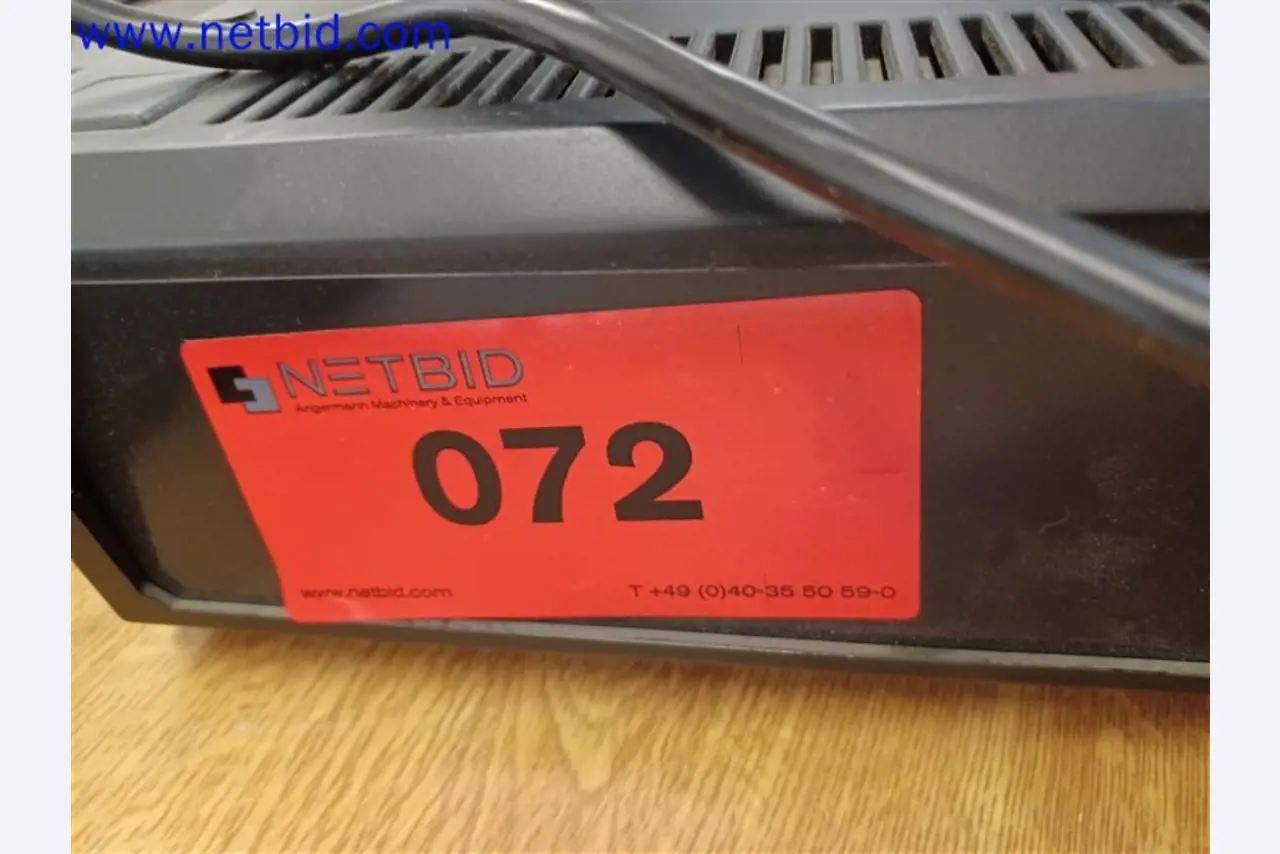 www.netbid.com
NETBID
Angermann Machinery & Equipment
072
www.netbid.com
T +49 (0)40-35 50 59-0